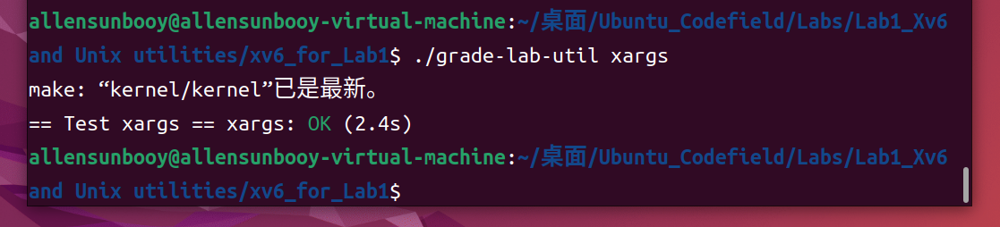 allensunbooy@allensunbooy-virtual-machine:~/桌面/Ubuntu_Codefield/Labs/Lab1_Xv6
and Unix utilities/xv6_for_Lab1$ ./grade-lab-util xargs
make: “kernel/kernel”已是最新。
== Test xargs == xargs: OK (2.4s)
allensunbooy@allensunbooy-virtual-machine:~/桌面/Ubuntu_Codefield/Labs/Lab1_Xv6
and Unix utilities/xv6_for_Lab1$